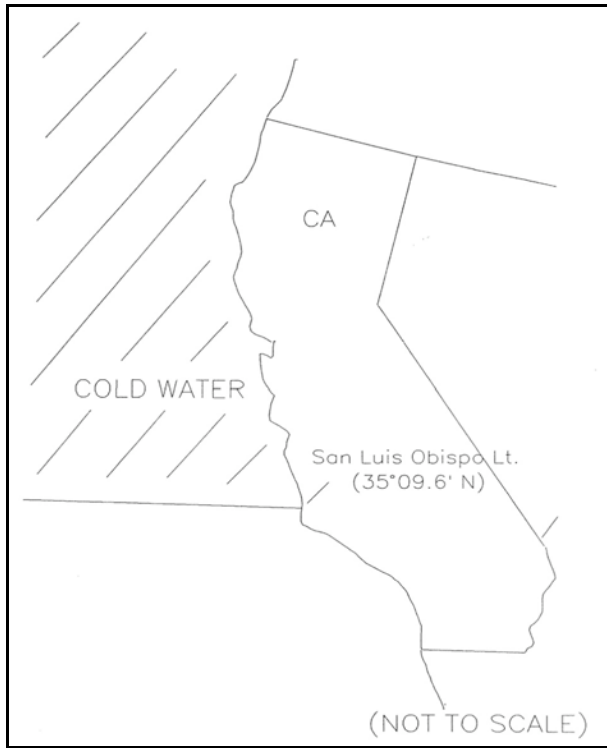 CA
COLD WATER
San Luis Obispo Lt.
(35°09.6' N)
(NOT TO SCALE)